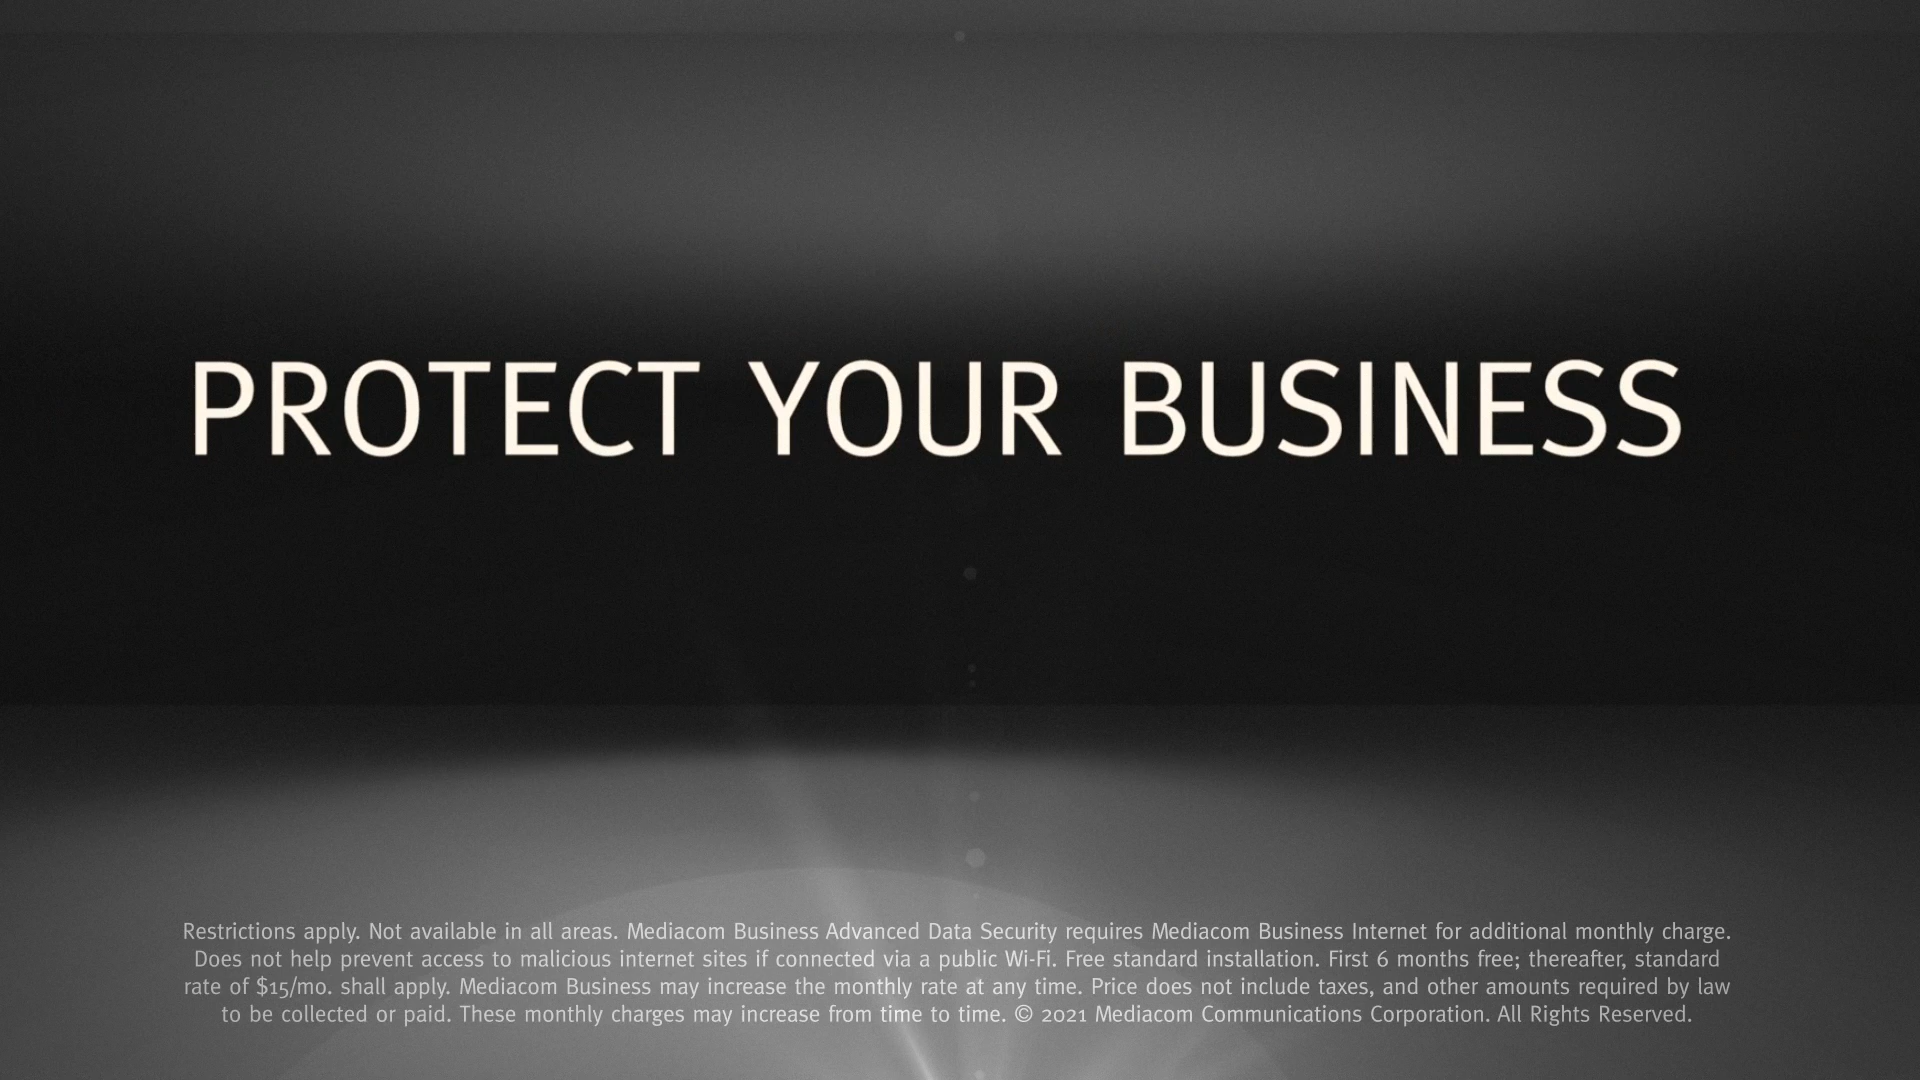 PROTECT YOUR BUSINESS
Restrictions apply. Not available in all areas. Mediacom Business Advanced Data Security requires Mediacom Business Internet for additional monthly charge.
Does not help prevent access to malicious internet sites if connected via a public Wi-Fi. Free standard installation. First 6 months free; thereafter, standard
rate of $15/mo. shall apply. Mediacom Business may increase the monthly rate at any time. Price does not include taxes, and other amounts required by law
to be collected or paid. These monthly charges may increase from time to time. © 2021 Mediacom Communications Corporation. All Rights Reserved.